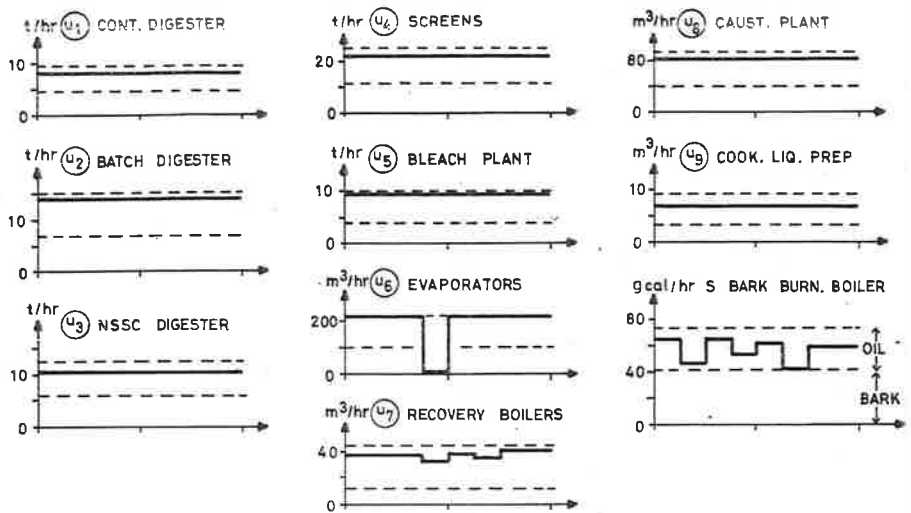 t/hr u1 CONT. DIGESTER
10
0
t/hr u2 BATCH DIGESTER
10
0
t/hr u3 NSSC DIGESTER
10
0
t/hr u4 SCREENS
20
0
t/hr u5 BLEACH PLANT
10
0
m³/hr u6 EVAPORATORS
200
0
m³/hr u7 RECOVERY BOILERS
40
0
m³/hr u8 CAUST. PLANT
80
0
m³/hr u9 COOK. LIQ. PREP
10
0
gcal/hr S BARK BURN. BOILER
80
40
0
OIL
BARK